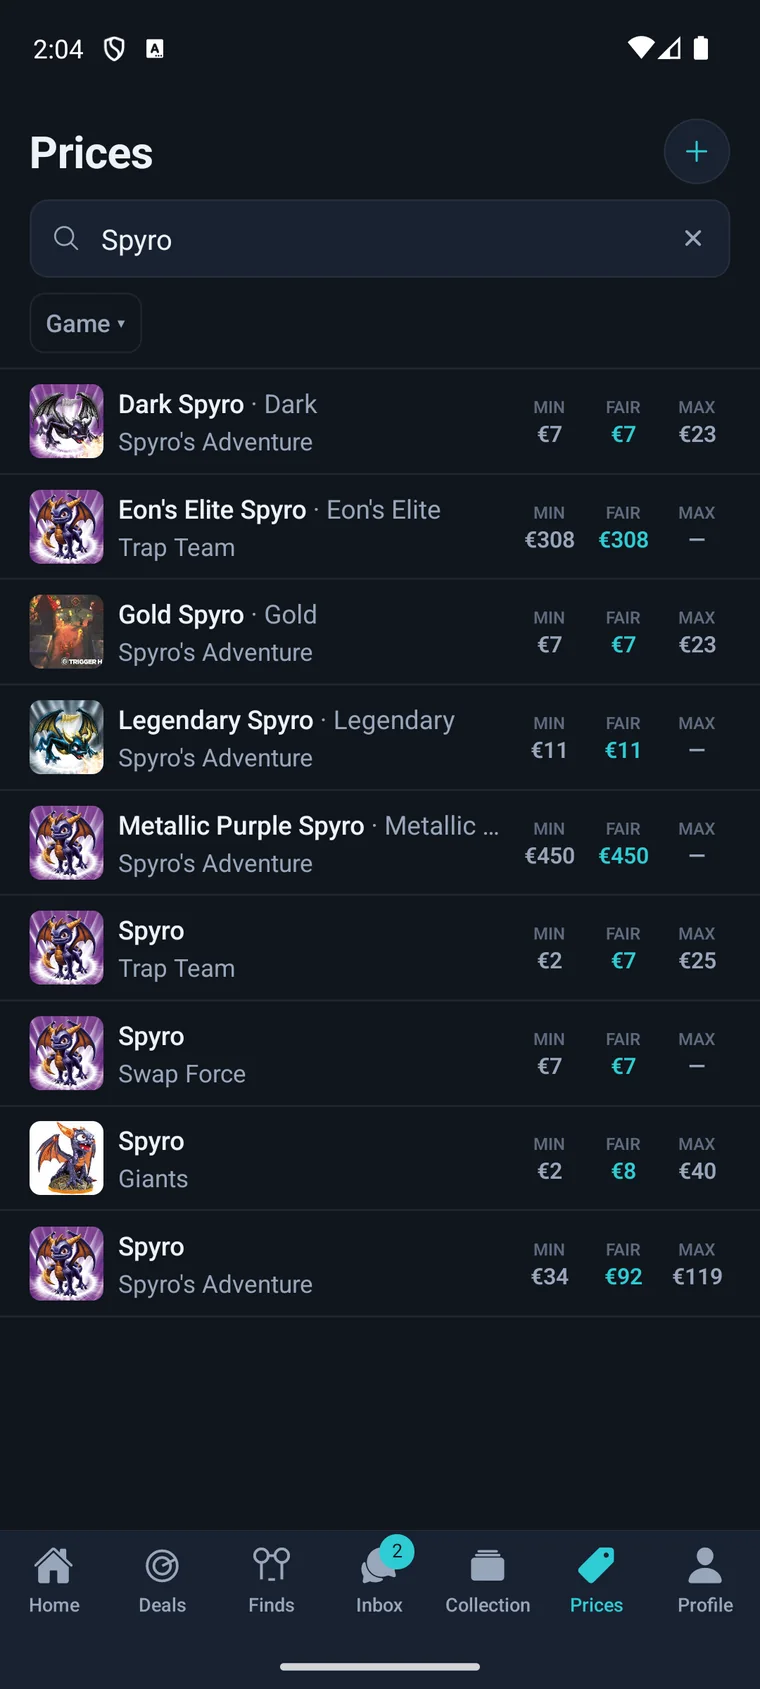 2:04
Prices
Spyro
Game
Dark Spyro · Dark
Spyro's Adventure
MIN FAIR MAX
€7 €7 €23
Eon's Elite Spyro · Eon's Elite
Trap Team
MIN FAIR MAX
€308 €308 —
Gold Spyro · Gold
Spyro's Adventure
MIN FAIR MAX
€7 €7 €23
TRIGGER H
Legendary Spyro · Legendary
Spyro's Adventure
MIN FAIR MAX
€11 €11 —
Metallic Purple Spyro · Metallic ...
Spyro's Adventure
MIN FAIR MAX
€450 €450 —
Spyro
Trap Team
MIN FAIR MAX
€2 €7 €25
Spyro
Swap Force
MIN FAIR MAX
€7 €7 —
Spyro
Giants
MIN FAIR MAX
€2 €8 €40
Spyro
Spyro's Adventure
MIN FAIR MAX
€34 €92 €119
2
Home Deals Finds Inbox Collection Prices Profile